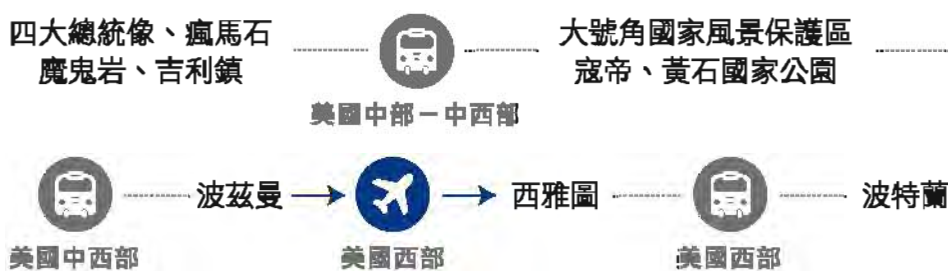 四大總統像、瘋馬石
魔鬼岩、吉利鎮
美國中部－中西部
大號角國家風景保護區
寇帝、黃石國家公園
美國中西部
波茲曼
美國西部
西雅圖
美國西部
波特蘭